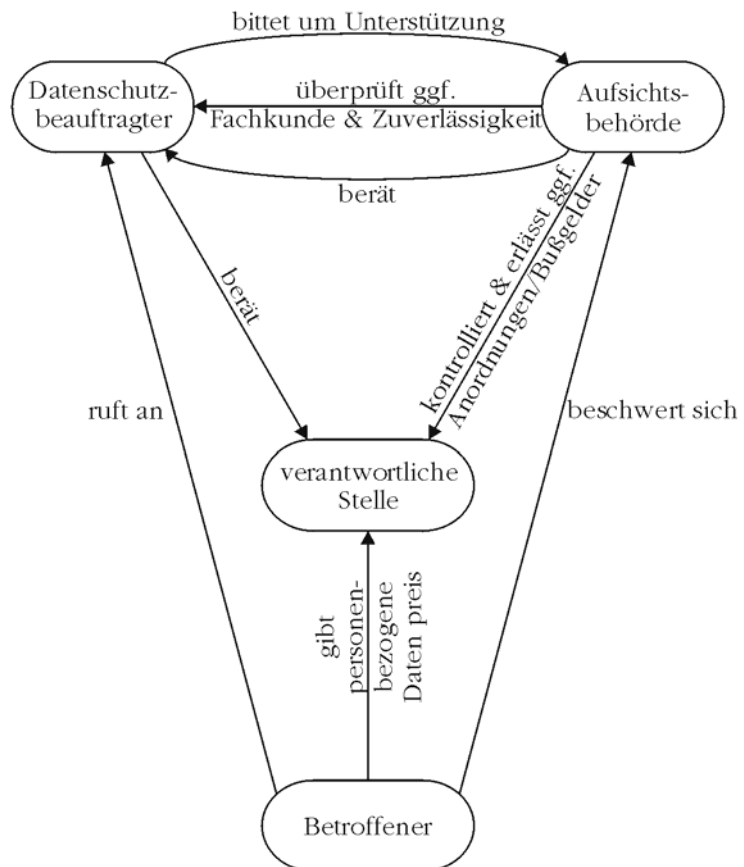 bittet um Unterstützung
Datenschutz-
beauftragter
überprüft ggf.
Fachkunde & Zuverlässigkeit
Aufsichts-
behörde
berät
berät
kontrolliert & erlässt ggf.
Anordnungen/Bußgelder
ruft an
beschwert sich
verantwortliche
Stelle
gibt
personen-
bezogene
Daten preis
Betroffener